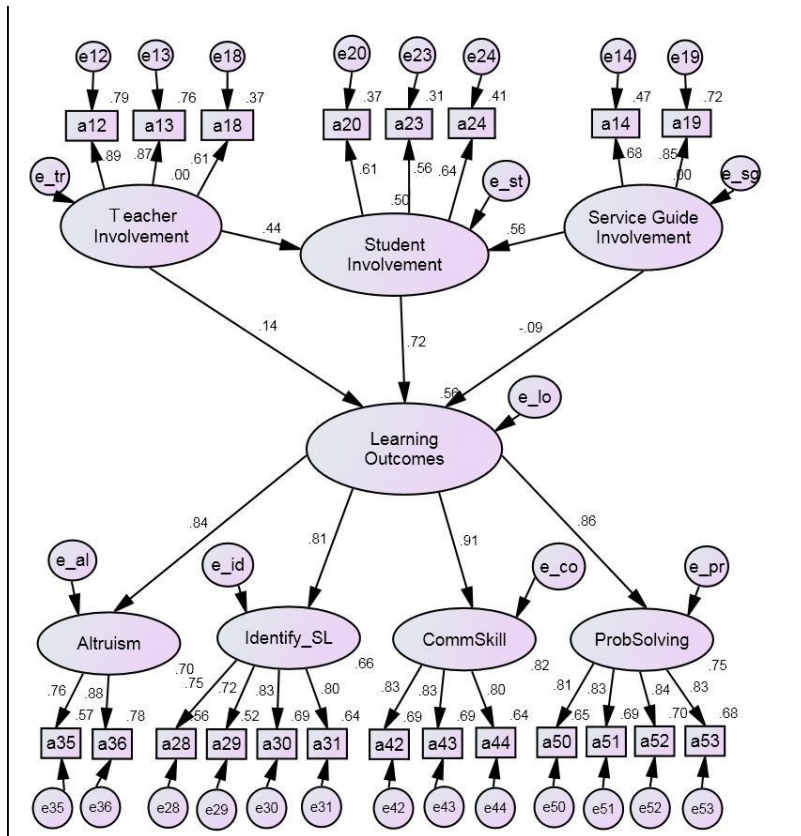 e12 e13 e18 e20 e23 e24 e14 e19
.79 .76 .37 .37 .31 .41 .47 .72
a12 a13 a18 a20 a23 a24 a14 a19
.89 .87 .61 .61 .56 .64 .68 .85
e_tr .00 .50 e_st .00 e_sg
Teacher
Involvement
Student
Involvement
Service Guide
Involvement
.44 .56
.14 .72 -.09
.56 e_lo
Learning
Outcomes
.84 .81 .91 .86
e_al e_id e_co e_pr
Altruism Identify_SL CommSkill ProbSolving
.70 .66 .82 .75
.76 .88 .75 .72 .83 .80 .83 .83 .80 .81 .83 .84 .83
.57 .78 .56 .52 .69 .64 .69 .69 .64 .65 .69 .70 .68
a35 a36 a28 a29 a30 a31 a42 a43 a44 a50 a51 a52 a53
e35 e36 e28 e29 e30 e31 e42 e43 e44 e50 e51 e52 e53